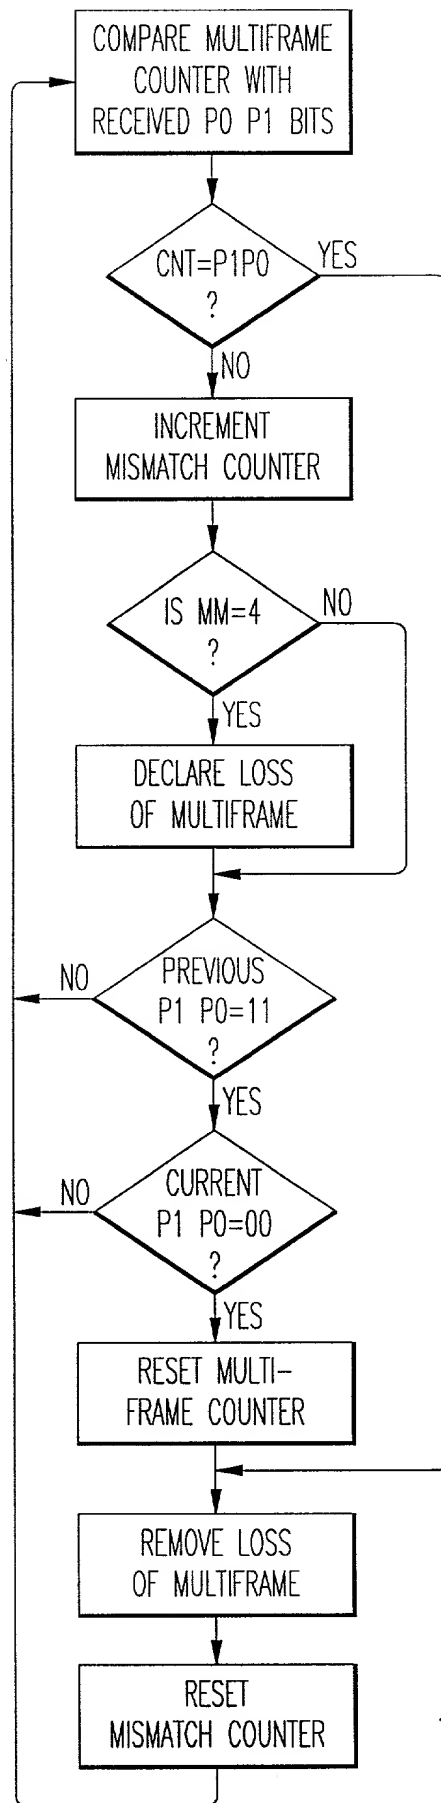 COMPARE MULTIFRAME
COUNTER WITH
RECEIVED P0 P1 BITS
CNT=P1P0
?
YES
NO
INCREMENT
MISMATCH COUNTER
IS MM=4
?
NO
YES
DECLARE LOSS
OF MULTIFRAME
PREVIOUS
P1 P0=11
?
NO
YES
CURRENT
P1 P0=00
?
NO
YES
RESET MULTI-
FRAME COUNTER
REMOVE LOSS
OF MULTIFRAME
RESET
MISMATCH COUNTER